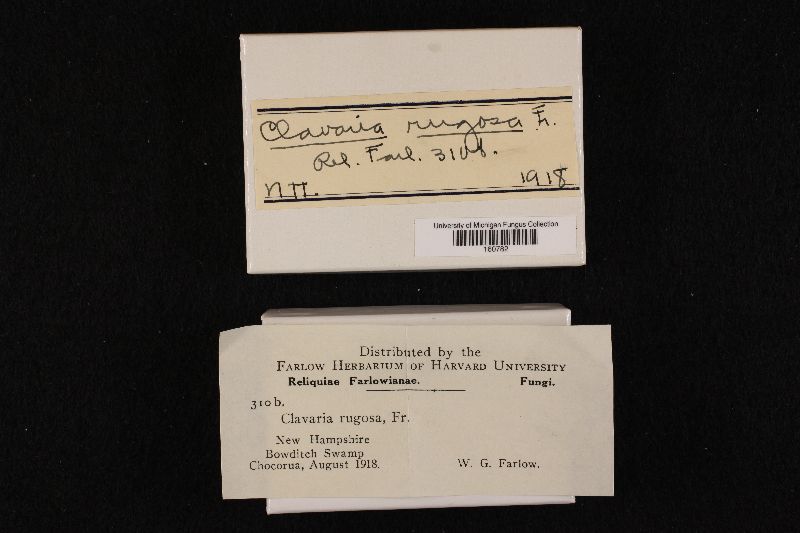 Clavaria rugosa Fr.
Rel. Farl. 310b.
N.H. 1918
University of Michigan Fungus Collection
160782
Distributed by the
FARLOW HERBARIUM OF HARVARD UNIVERSITY
Reliquiae Farlowianae. Fungi.
310b.
Clavaria rugosa, Fr.
New Hampshire
Bowditch Swamp
Chocorua, August 1918. W. G. Farlow.